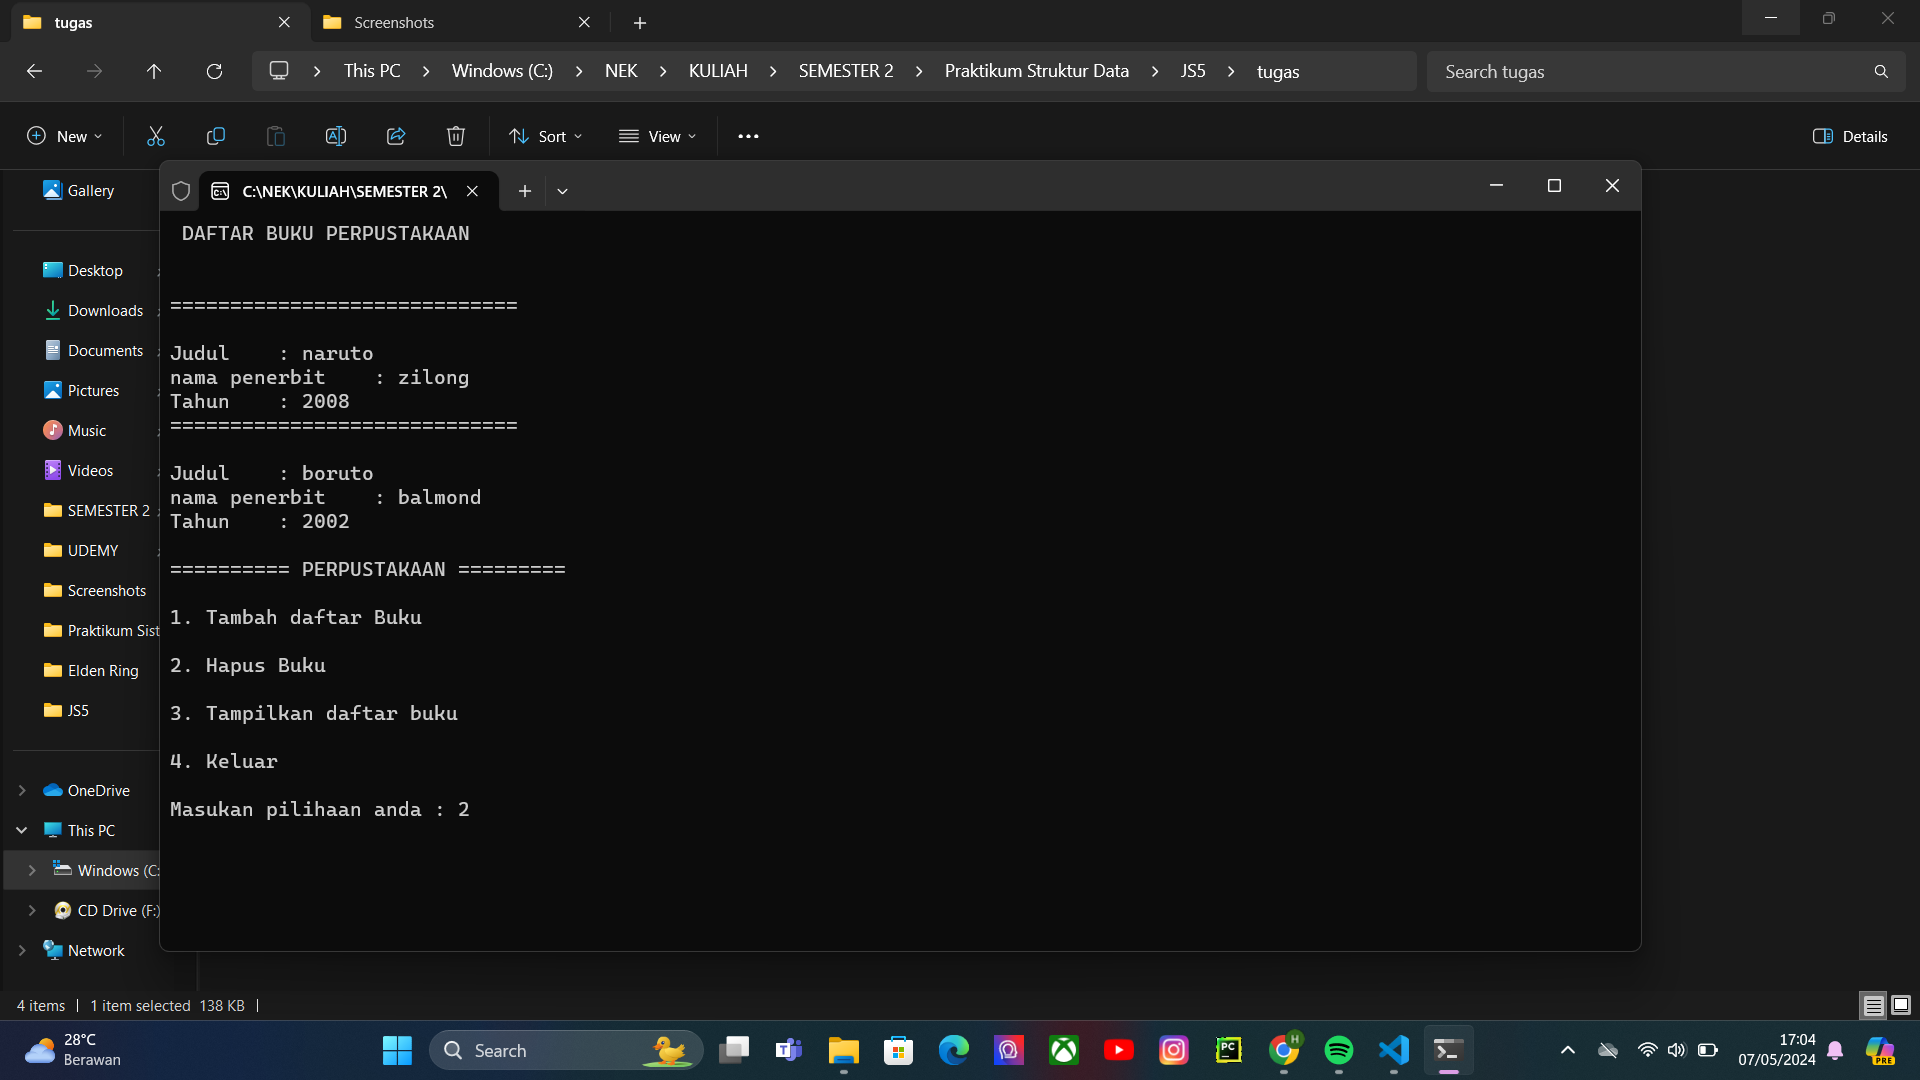 tugas
Screenshots
This PC
Windows (C:)
NEK
KULIAH
SEMESTER 2
Praktikum Struktur Data
JS5
tugas
Search tugas
New
Sort
View
Details
Gallery
Desktop
Downloads
Documents
Pictures
Music
Videos
SEMESTER 2
UDEMY
Screenshots
Praktikum Sist
Elden Ring
JS5
OneDrive
This PC
Windows (C:
CD Drive (F:)
Network
C:\NEK\KULIAH\SEMESTER 2\
DAFTAR BUKU PERPUSTAKAAN
=============================
Judul    : naruto
nama penerbit    : zilong
Tahun    : 2008
=============================
Judul    : boruto
nama penerbit    : balmond
Tahun    : 2002
========== PERPUSTAKAAN =========
1. Tambah daftar Buku
2. Hapus Buku
3. Tampilkan daftar buku
4. Keluar
Masukan pilihaan anda : 2
4 items
1 item selected 138 KB
28°C
Berawan
Search
PC
H
17:04
07/05/2024
PRE